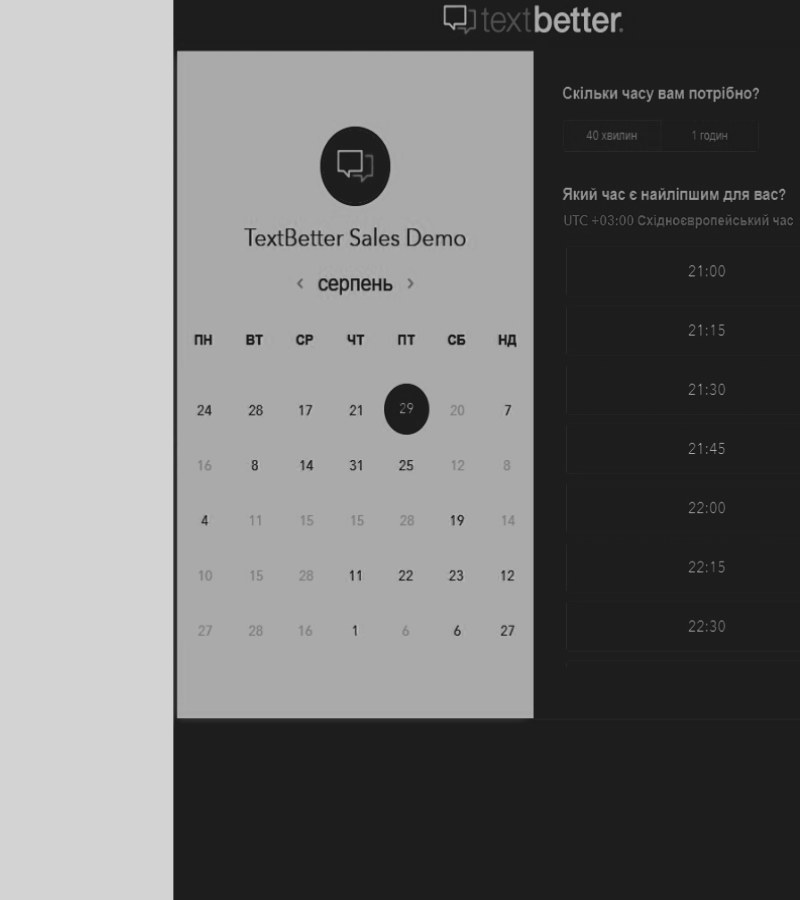 textbetter.
TextBetter Sales Demo
‹ серпень ›
ПН ВТ СР ЧТ ПТ СБ НД
24 28 17 21 29 20 7
16 8 14 31 25 12 8
4 11 15 15 28 19 14
10 15 28 11 22 23 12
27 28 16 1 6 6 27
Скільки часу вам потрібно?
40 хвилин 1 годин
Який час є найліпшим для вас?
UTC +03:00 Східноєвропейський час
21:00
21:15
21:30
21:45
22:00
22:15
22:30